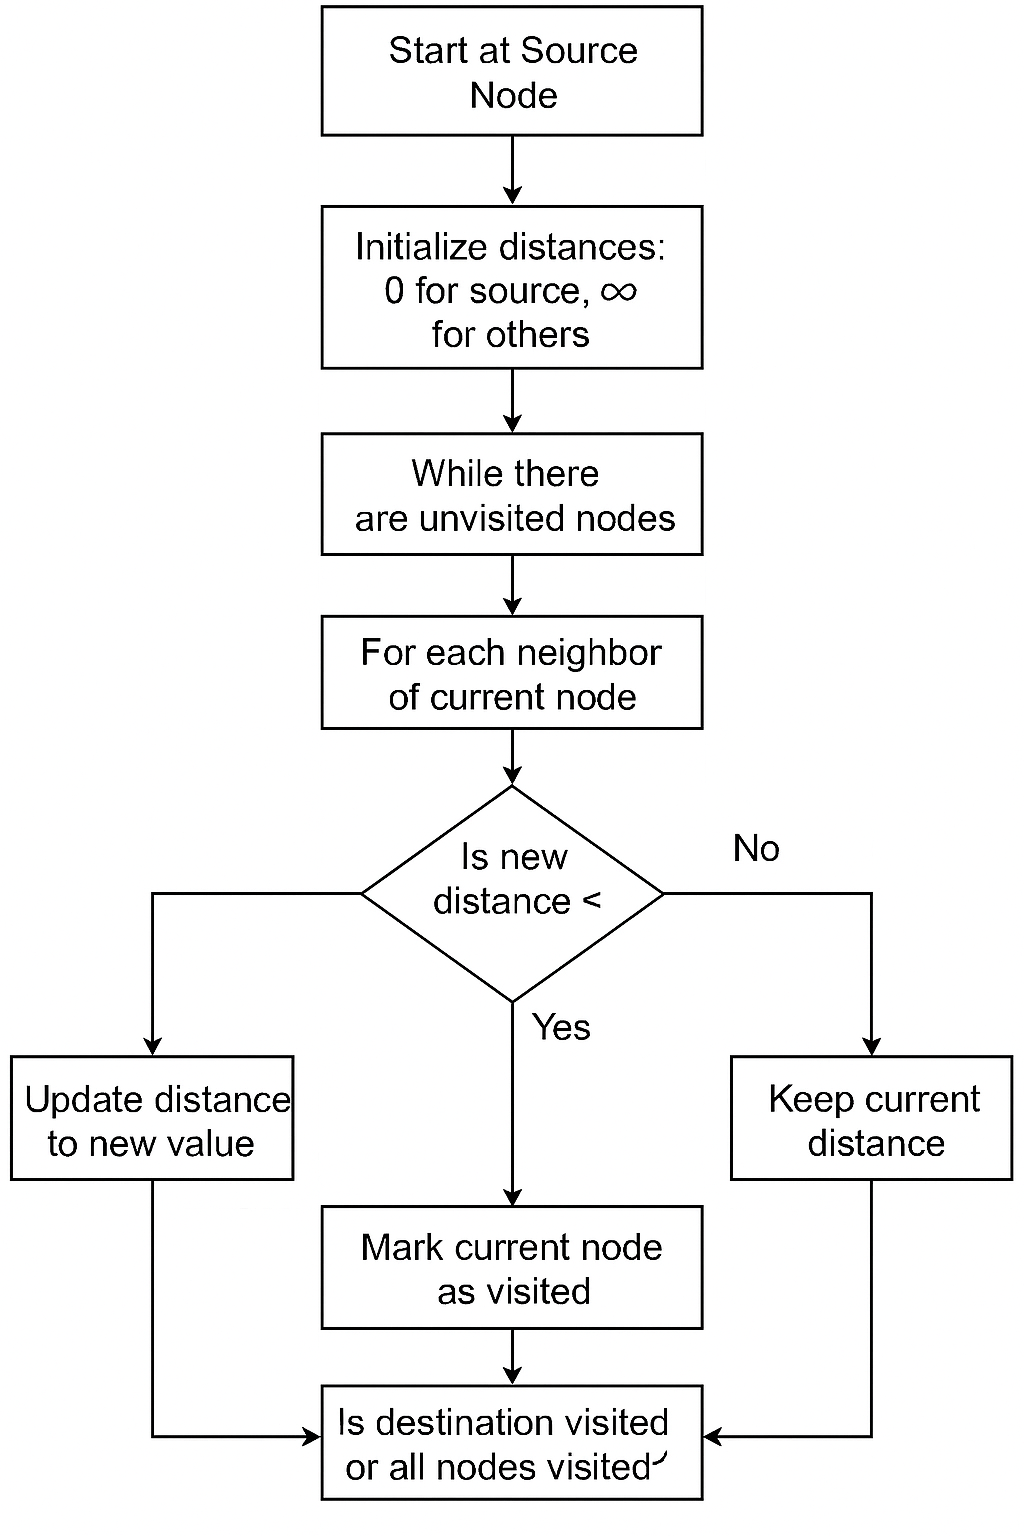 Start at Source
Node
Initialize distances:
0 for source, ∞
for others
While there
are unvisited nodes
For each neighbor
of current node
Is new
distance <
No
Yes
Update distance
to new value
Keep current
distance
Mark current node
as visited
Is destination visited
or all nodes visited